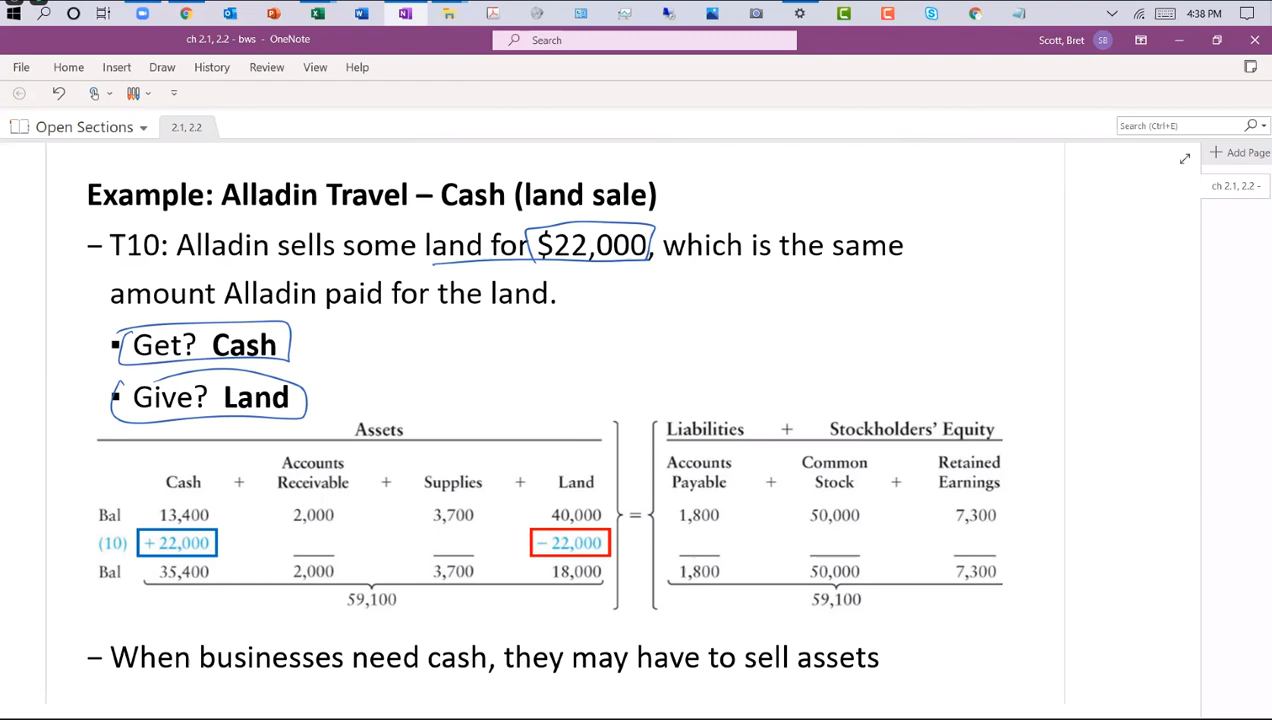 4:38 PM
ch 2.1, 2.2 - bws - OneNote
Search
Scott, Bret
SB
File Home Insert Draw History Review View Help
Open Sections
2.1, 2.2
Search (Ctrl+E)
Add Page
ch 2.1, 2.2 -
Example: Alladin Travel – Cash (land sale)
– T10: Alladin sells some land for $22,000, which is the same
amount Alladin paid for the land.
▪ Get? Cash
▪ Give? Land
Assets Liabilities + Stockholders' Equity
Accounts Accounts Common Retained
Cash + Receivable + Supplies + Land Payable + Stock + Earnings
Bal 13,400 2,000 3,700 40,000 = 1,800 50,000 7,300
(10) + 22,000 – 22,000
Bal 35,400 2,000 3,700 18,000 1,800 50,000 7,300
59,100 59,100
– When businesses need cash, they may have to sell assets